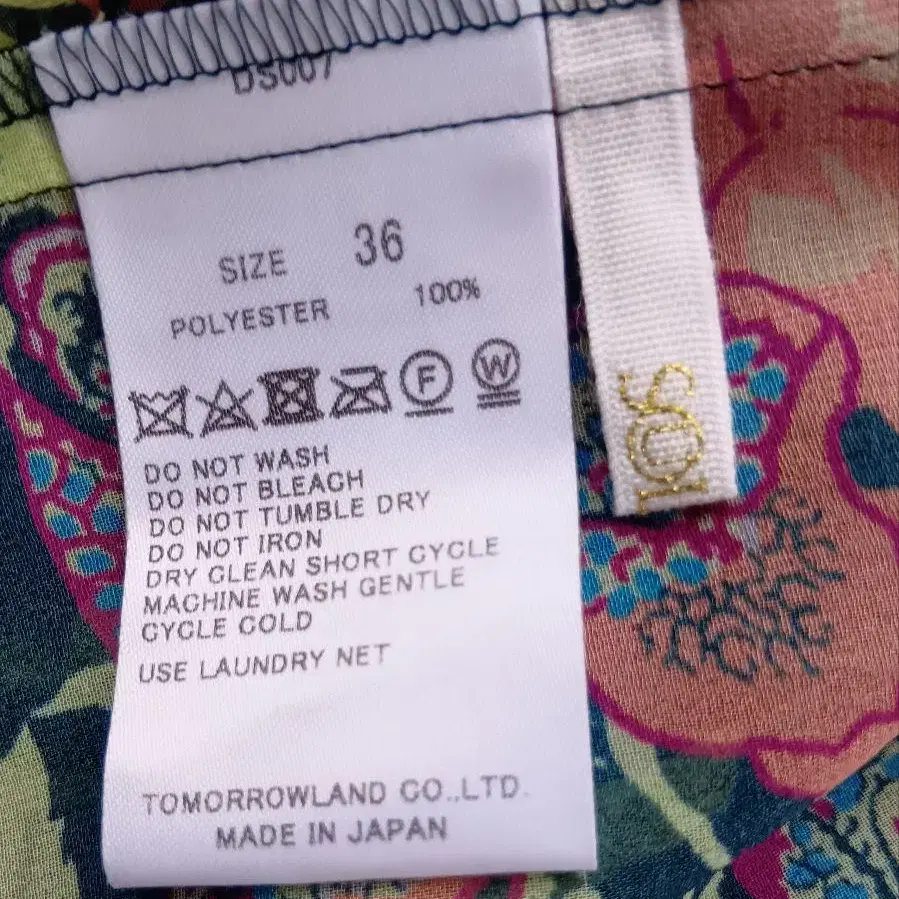 DS007
SIZE 36
POLYESTER 100%
F W
DO NOT WASH
DO NOT BLEACH
DO NOT TUMBLE DRY
DO NOT IRON
DRY CLEAN SHORT CYCLE
MACHINE WASH GENTLE
CYCLE COLD
USE LAUNDRY NET
TOMORROWLAND CO.,LTD.
MADE IN JAPAN